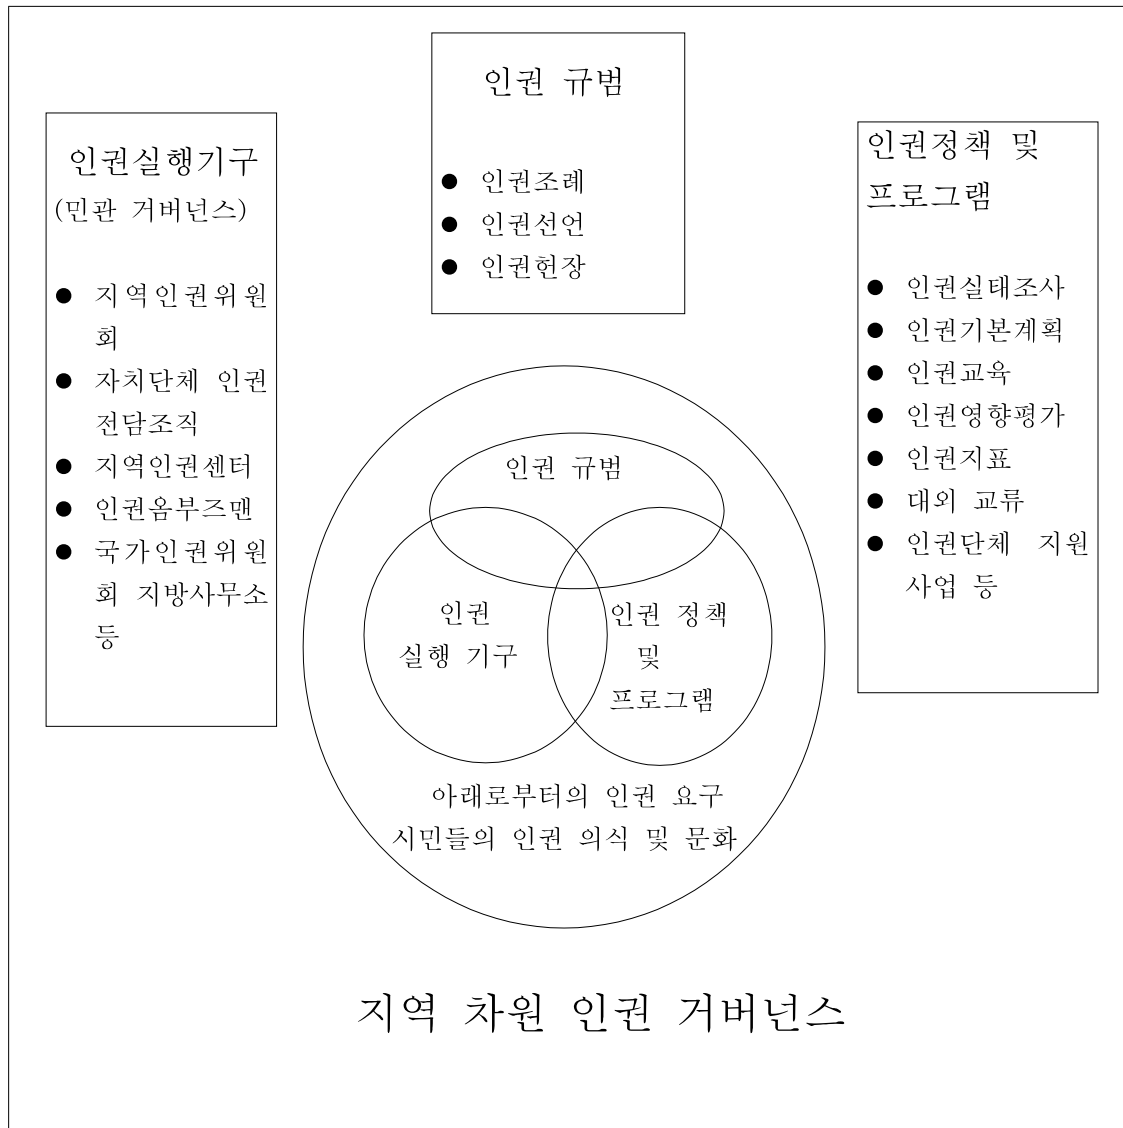 인권 규범
● 인권조례
● 인권선언
● 인권헌장
인권실행기구
(민관 거버넌스)
● 지역인권위원
회
● 자치단체 인권
전담조직
● 지역인권센터
● 인권옴부즈맨
● 국가인권위원
회 지방사무소
등
인권정책 및
프로그램
● 인권실태조사
● 인권기본계획
● 인권교육
● 인권영향평가
● 인권지표
● 대외 교류
● 인권단체 지원
사업 등
인권 규범
인권
실행 기구
인권 정책
및
프로그램
아래로부터의 인권 요구
시민들의 인권 의식 및 문화
지역 차원 인권 거버넌스